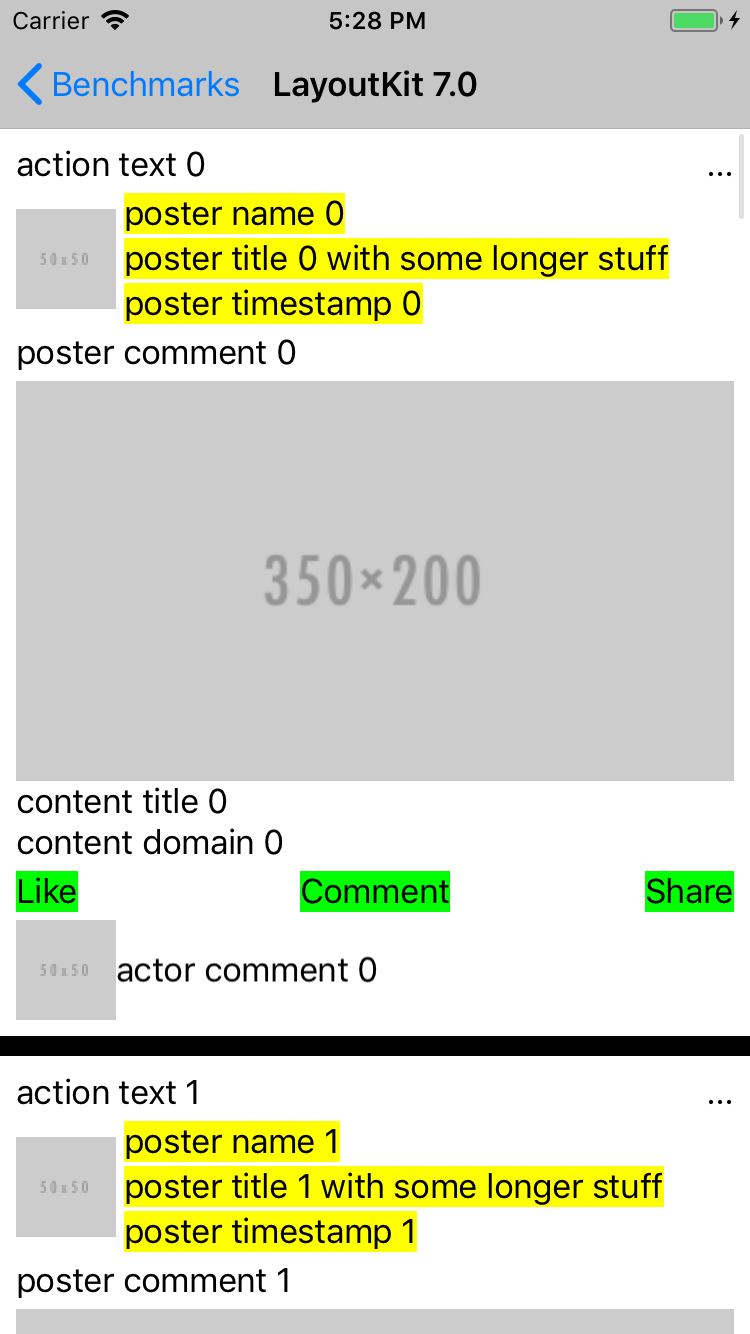 Carrier 5:28 PM
Benchmarks LayoutKit 7.0
action text 0 ...
poster name 0
50x50
poster title 0 with some longer stuff
poster timestamp 0
poster comment 0
350×200
content title 0
content domain 0
Like Comment Share
50x50 actor comment 0
action text 1 ...
poster name 1
50x50
poster title 1 with some longer stuff
poster timestamp 1
poster comment 1